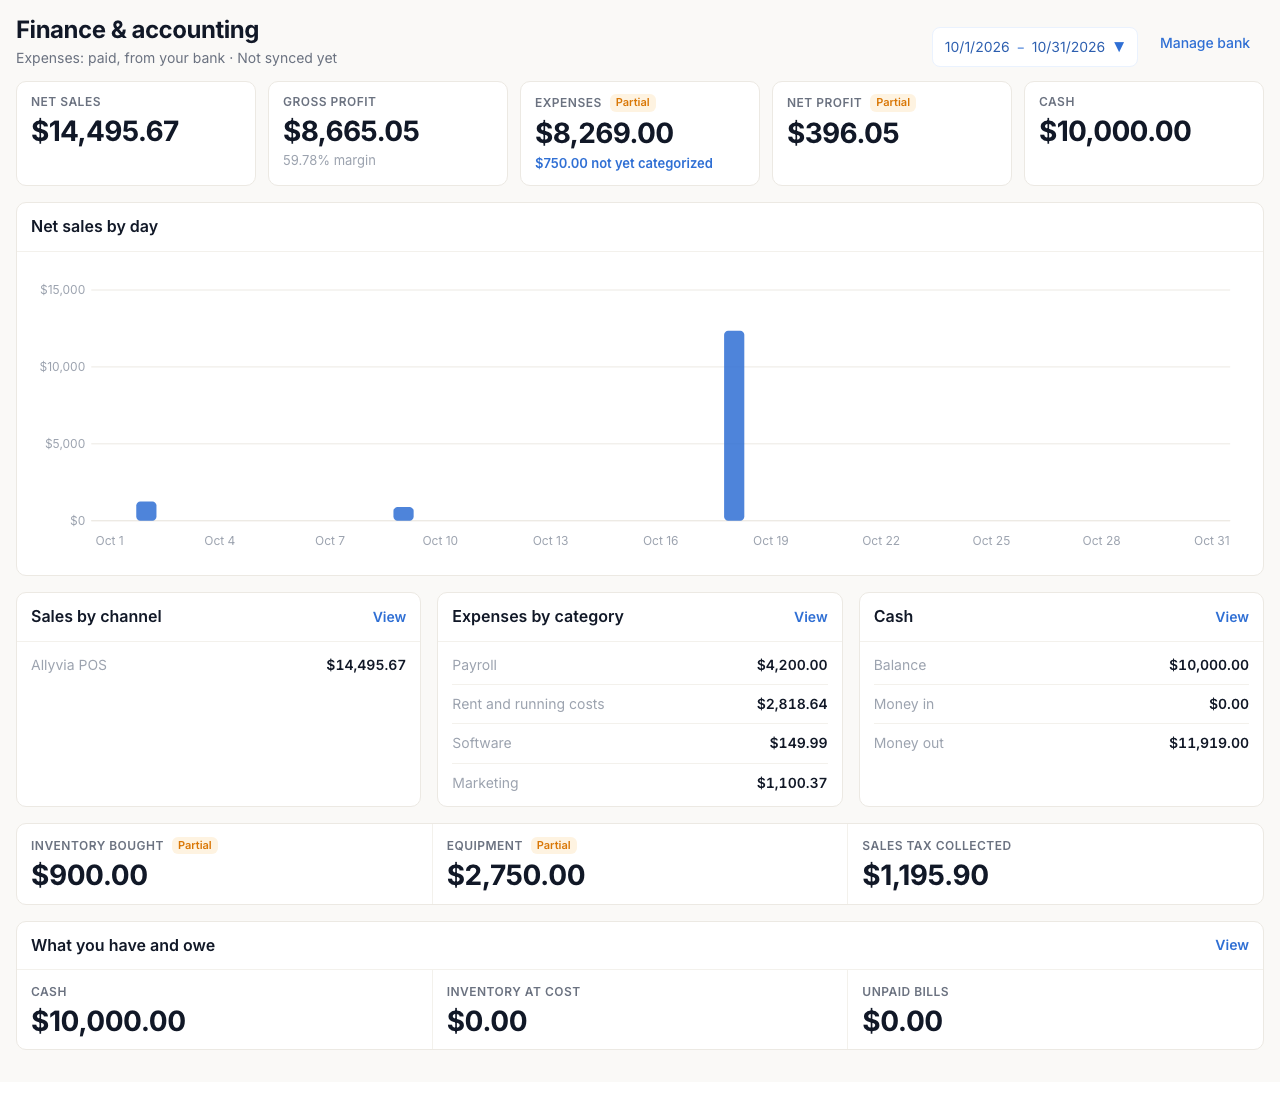 Finance & accounting
Expenses: paid, from your bank · Not synced yet
10/1/2026 – 10/31/2026 ▼
Manage bank
NET SALES
$14,495.67
GROSS PROFIT
$8,665.05
59.78% margin
EXPENSES Partial
$8,269.00
$750.00 not yet categorized
NET PROFIT Partial
$396.05
CASH
$10,000.00
Net sales by day
$15,000
$10,000
$5,000
$0
Oct 1 Oct 4 Oct 7 Oct 10 Oct 13 Oct 16 Oct 19 Oct 22 Oct 25 Oct 28 Oct 31
Sales by channel View
Allyvia POS $14,495.67
Expenses by category View
Payroll $4,200.00
Rent and running costs $2,818.64
Software $149.99
Marketing $1,100.37
Cash View
Balance $10,000.00
Money in $0.00
Money out $11,919.00
INVENTORY BOUGHT Partial
$900.00
EQUIPMENT Partial
$2,750.00
SALES TAX COLLECTED
$1,195.90
What you have and owe View
CASH
$10,000.00
INVENTORY AT COST
$0.00
UNPAID BILLS
$0.00